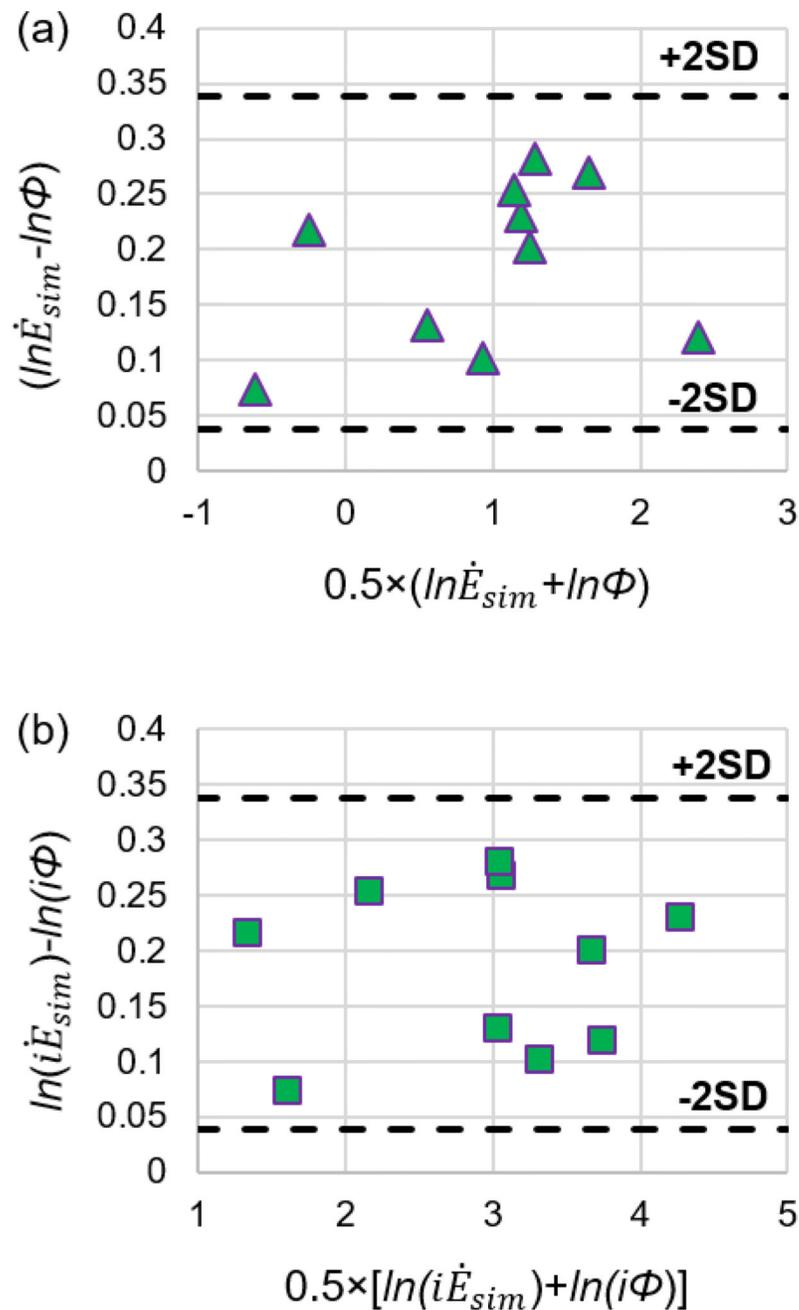 (a)
0.4
0.35
0.3
0.25
0.2
0.15
0.1
0.05
0
+2SD
-2SD
(lnĖsim-lnΦ)
-1 0 1 2 3
0.5×(lnĖsim+lnΦ)
(b)
0.4
0.35
0.3
0.25
0.2
0.15
0.1
0.05
0
+2SD
-2SD
ln(iĖsim)-ln(iΦ)
1 2 3 4 5
0.5×[ln(iĖsim)+ln(iΦ)]